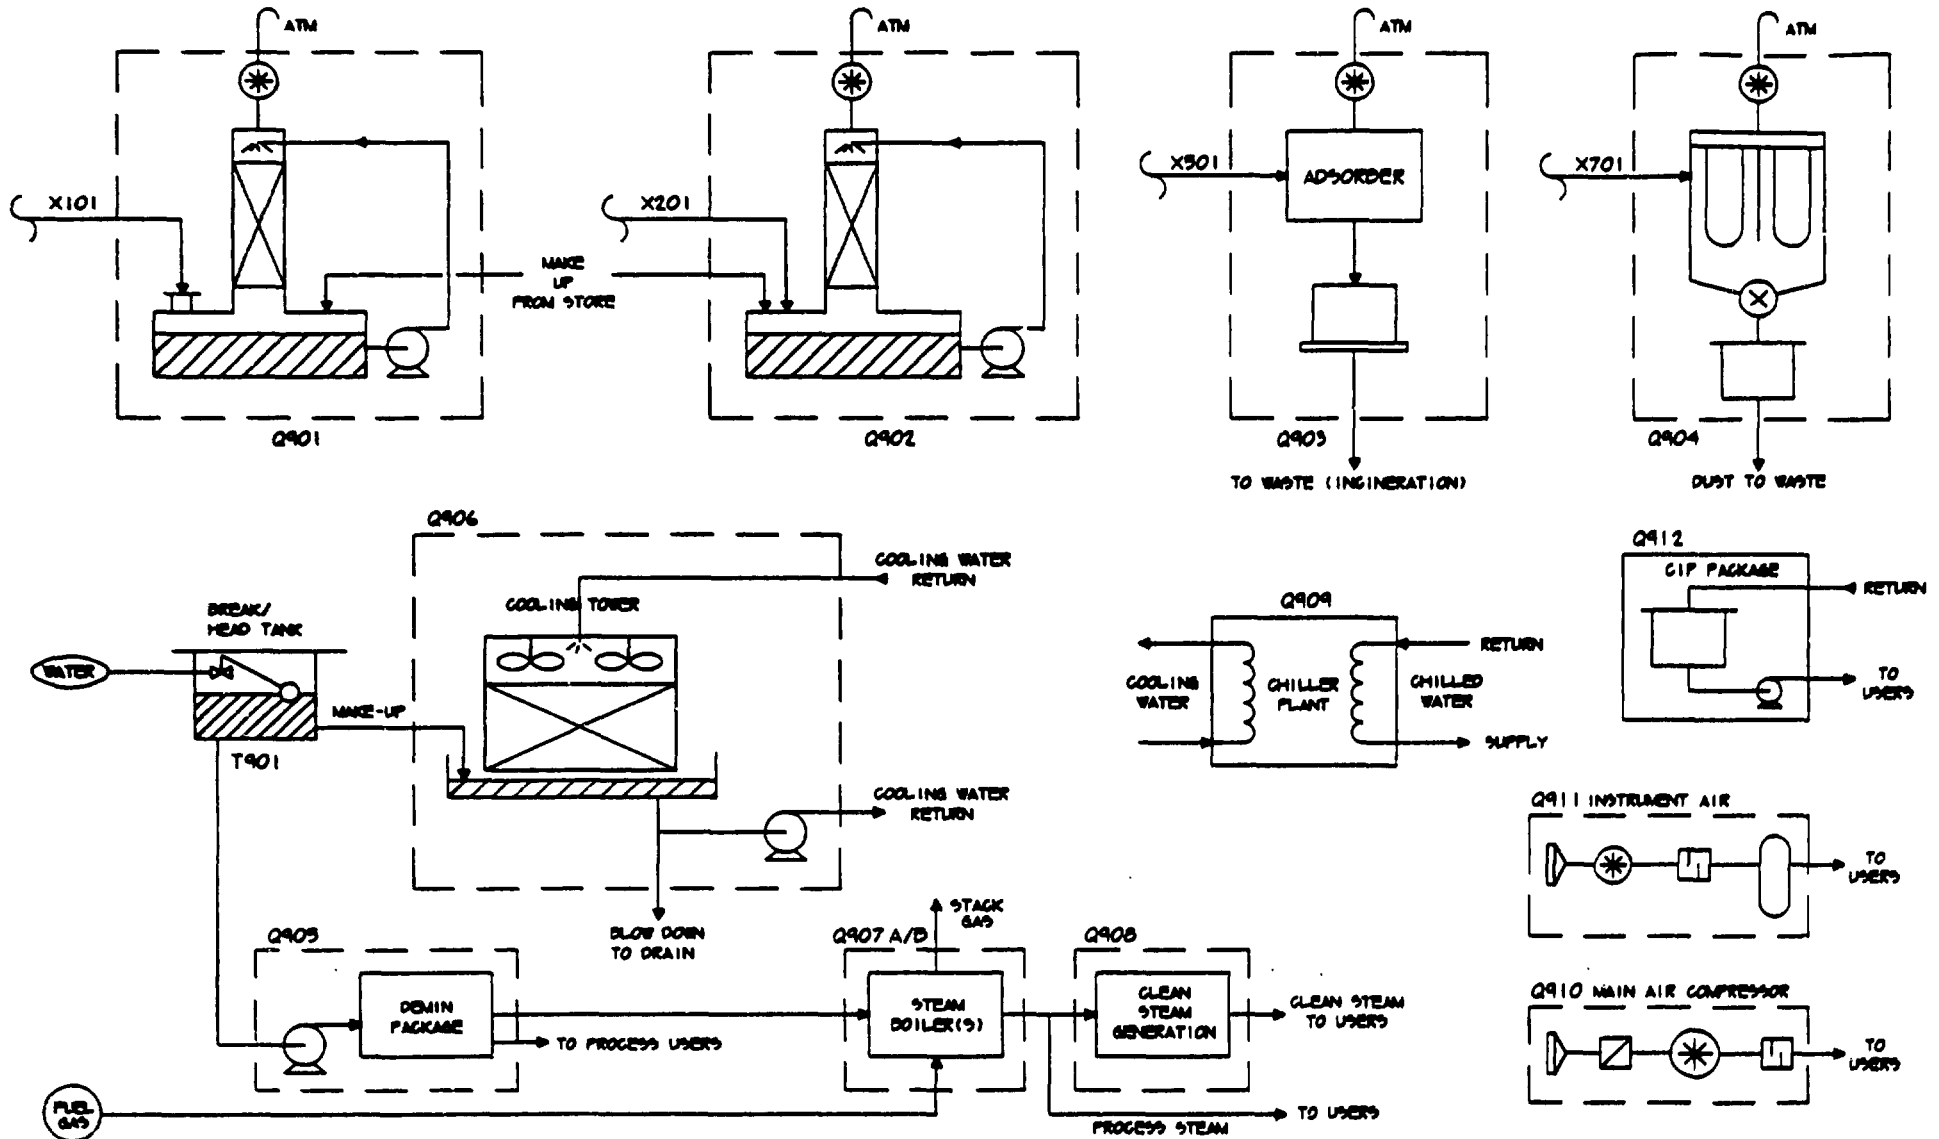 ATM
ATM
ATM
ATM
X101
X201
X501
ADSORBER
X701
MAKE
UP
FROM STORE
Q901
Q902
Q903
Q904
TO WASTE (INCINERATION)
DUST TO WASTE
Q906
COOLING WATER
RETURN
COOLING TOWER
BREAK/
HEAD TANK
WATER
MAKE-UP
T901
COOLING WATER
RETURN
BLOW DOWN
TO DRAIN
Q909
RETURN
COOLING
WATER
CHILLER
PLANT
CHILLED
WATER
SUPPLY
Q912
CIP PACKAGE
RETURN
TO
USERS
Q911 INSTRUMENT AIR
TO
USERS
Q910 MAIN AIR COMPRESSOR
TO
USERS
Q905
DEMIN
PACKAGE
TO PROCESS USERS
Q907 A/B
STACK
GAS
STEAM
BOILER(S)
Q908
CLEAN
STEAM
GENERATION
CLEAN STEAM
TO USERS
FUEL
GAS
TO USERS
PROCESS STEAM